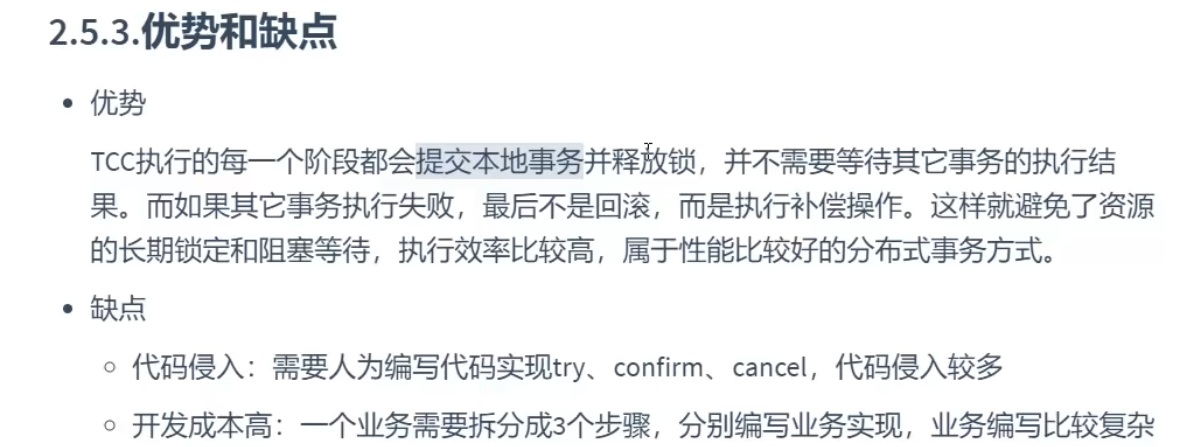 2.5.3.优势和缺点
• 优势
TCC执行的每一个阶段都会提交本地事务并释放锁，并不需要等待其它事务的执行结
果。而如果其它事务执行失败，最后不是回滚，而是执行补偿操作。这样就避免了资源
的长期锁定和阻塞等待，执行效率比较高，属于性能比较好的分布式事务方式。
• 缺点
○ 代码侵入：需要人为编写代码实现try、confirm、cancel，代码侵入较多
○ 开发成本高：一个业务需要拆分成3个步骤，分别编写业务实现，业务编写比较复杂